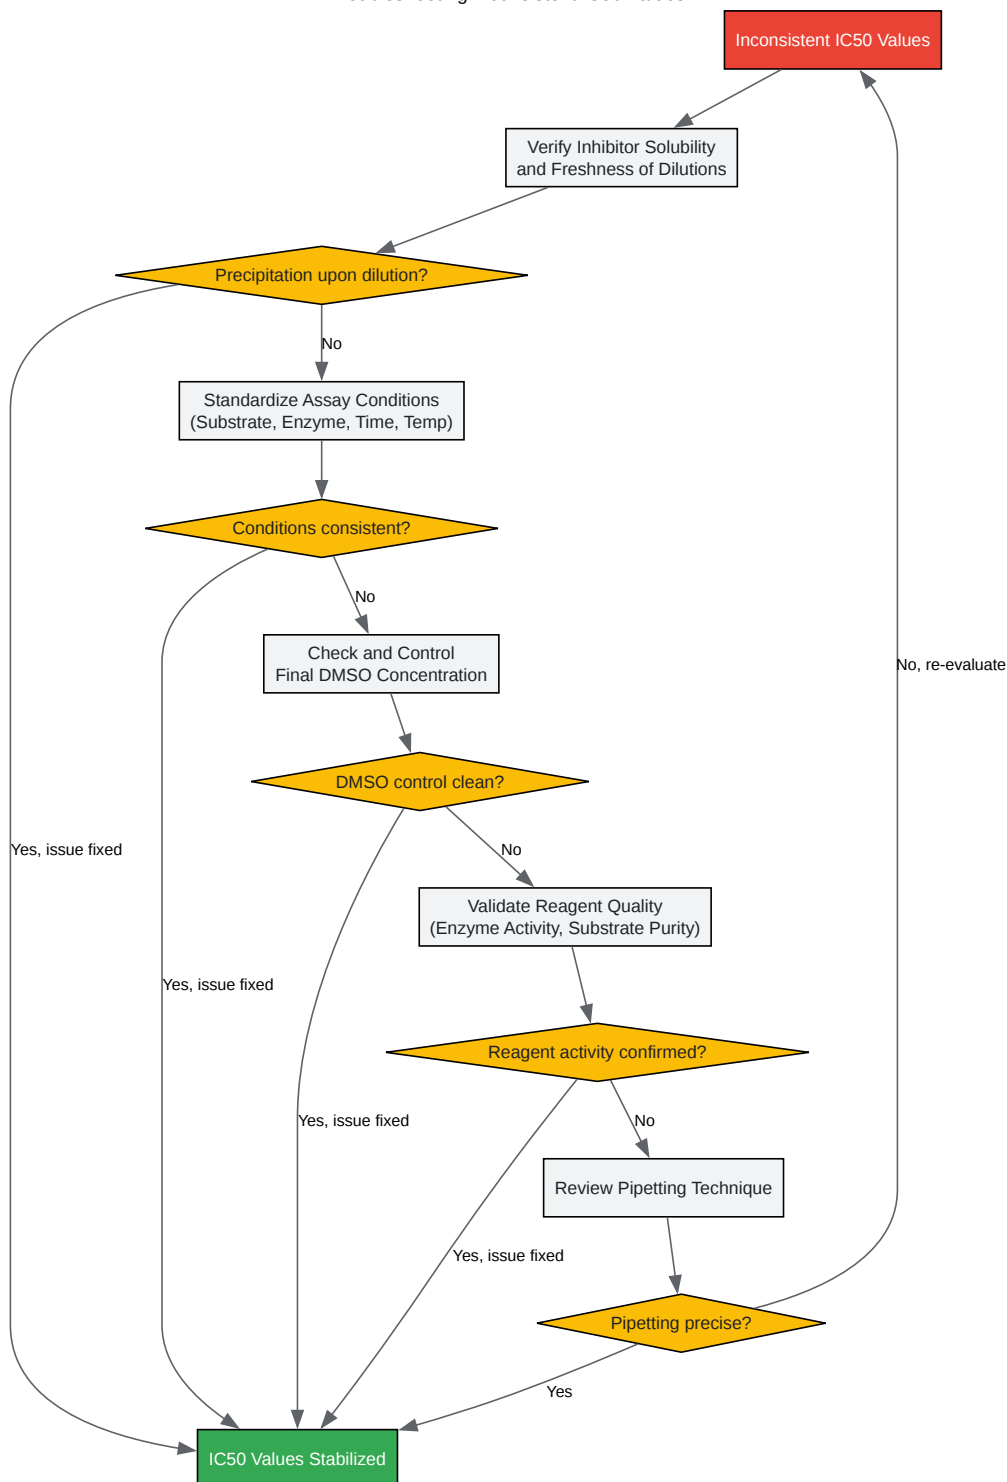 Inconsistent IC50 Values
Verify Inhibitor Solubility
and Freshness of Dilutions
Precipitation upon dilution?
No
Standardize Assay Conditions
(Substrate, Enzyme, Time, Temp)
Conditions consistent?
No
Check and Control
Final DMSO Concentration
No, re-evaluate
DMSO control clean?
Yes, issue fixed
No
Validate Reagent Quality
(Enzyme Activity, Substrate Purity)
Yes, issue fixed
Reagent activity confirmed?
Yes, issue fixed
No
Review Pipetting Technique
Yes, issue fixed
Pipetting precise?
Yes
IC50 Values Stabilized